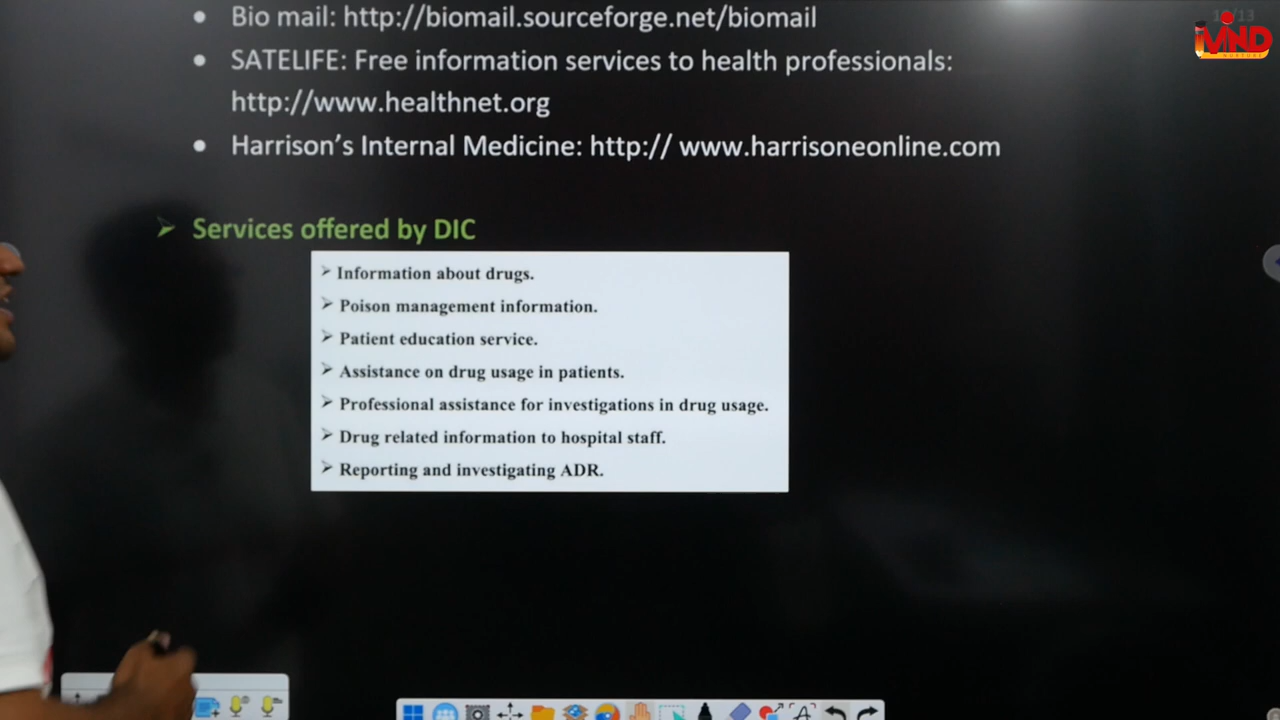 • Bio mail: http://biomail.sourceforge.net/biomail
• SATELIFE: Free information services to health professionals:
http://www.healthnet.org
• Harrison's Internal Medicine: http:// www.harrisoneonline.com
➢ Services offered by DIC
➢ Information about drugs.
➢ Poison management information.
➢ Patient education service.
➢ Assistance on drug usage in patients.
➢ Professional assistance for investigations in drug usage.
➢ Drug related information to hospital staff.
➢ Reporting and investigating ADR.